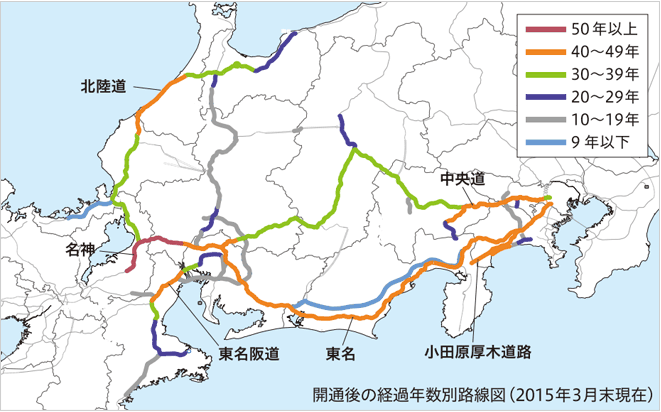 50年以上
40〜49年
30〜39年
20〜29年
10〜19年
9年以下
北陸道
中央道
名神
東名阪道
東名
小田原厚木道路
開通後の経過年数別路線図（2015年3月末現在）